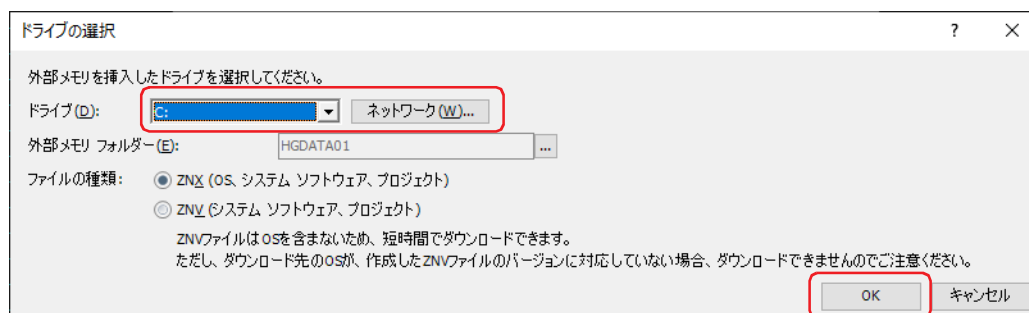 ドライブの選択
外部メモリを挿入したドライブを選択してください。
ドライブ(D): C: ネットワーク(W)...
外部メモリ フォルダー(E): HGDATA01 ...
ファイルの種類: ZNX (OS、システム ソフトウェア、プロジェクト)
ZNV (システム ソフトウェア、プロジェクト)
ZNVファイルはOSを含まないため、短時間でダウンロードできます。
ただし、ダウンロード先のOSが、作成したZNVファイルのバージョンに対応していない場合、ダウンロードできませんのでご注意ください。
OK キャンセル